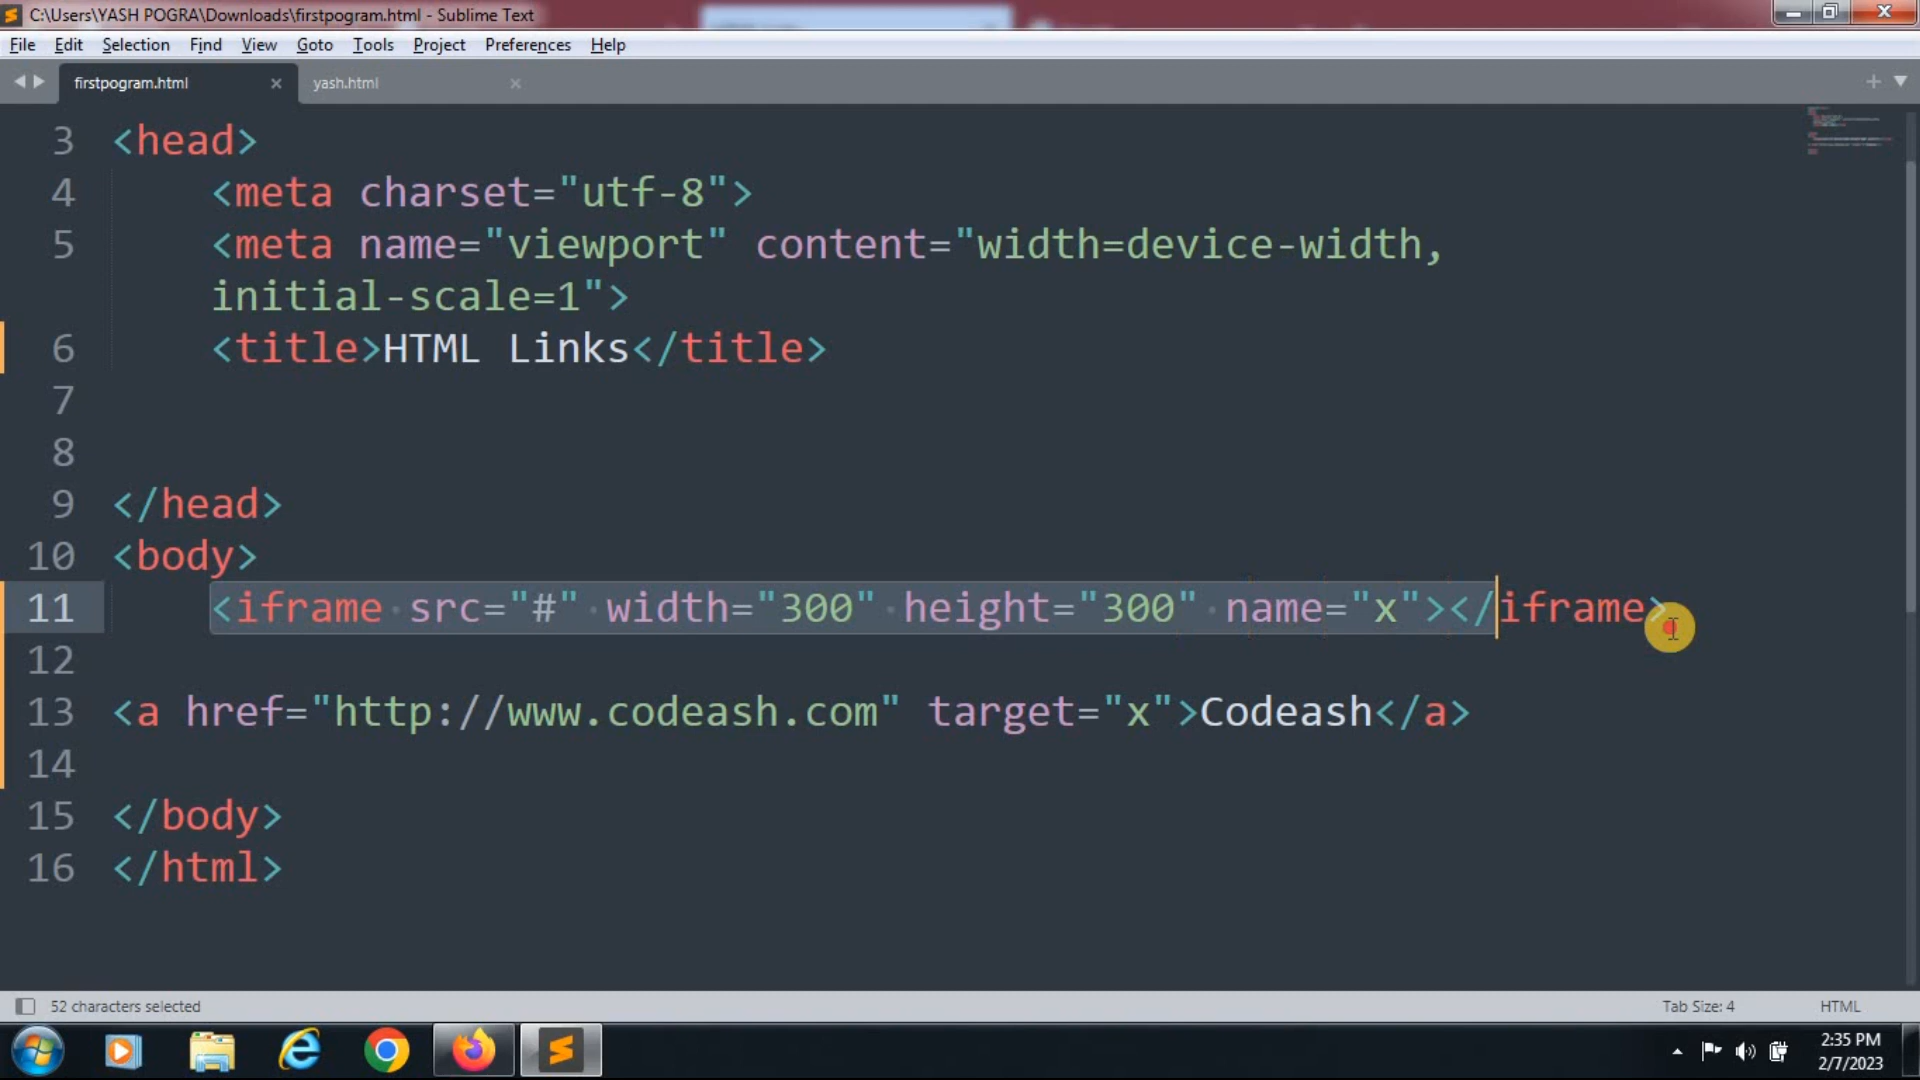 C:\Users\YASH POGRA\Downloads\firstpogram.html - Sublime Text
File Edit Selection Find View Goto Tools Project Preferences Help
firstpogram.html yash.html
3 <head>
4 <meta charset="utf-8">
5 <meta name="viewport" content="width=device-width,
initial-scale=1">
6 <title>HTML Links</title>
7
8
9 </head>
10 <body>
11 <iframe src="#" width="300" height="300" name="x"></iframe>
12
13 <a href="http://www.codeash.com" target="x">Codeash</a>
14
15 </body>
16 </html>
52 characters selected Tab Size: 4 HTML
2:35 PM
2/7/2023